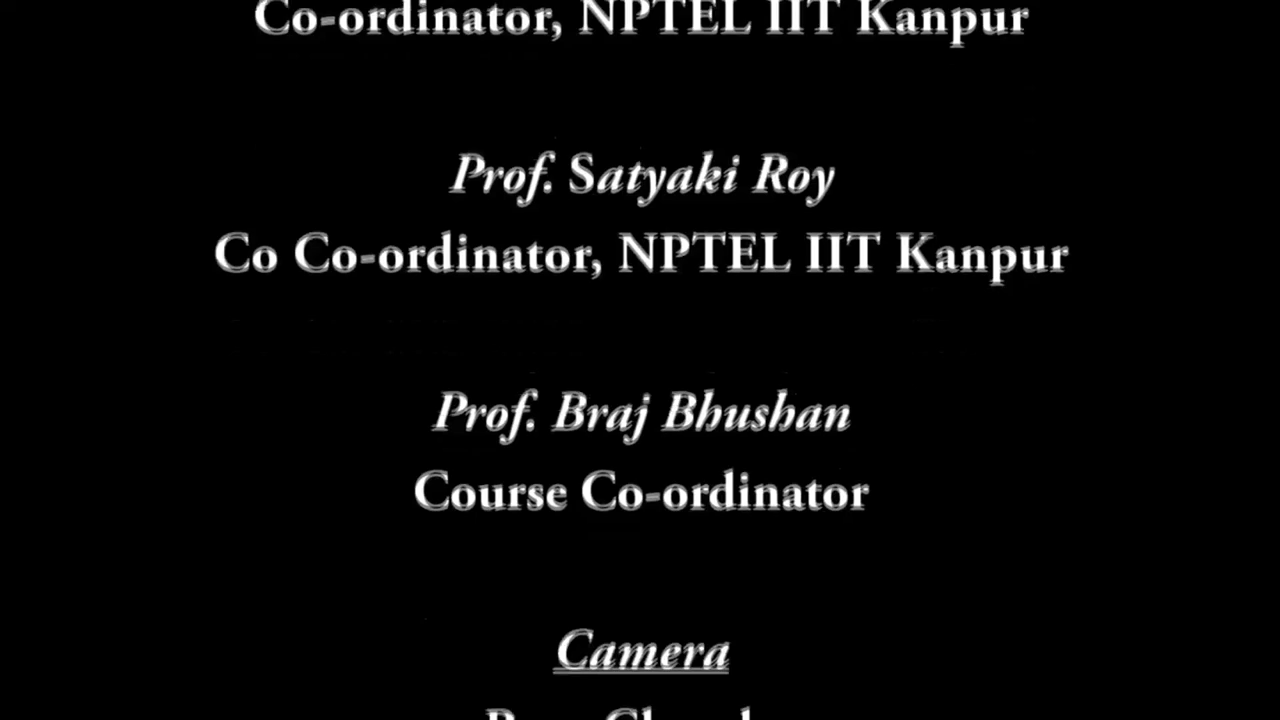 Co-ordinator, NPTEL IIT Kanpur
Prof. Satyaki Roy
Co Co-ordinator, NPTEL IIT Kanpur
Prof. Braj Bhushan
Course Co-ordinator
Camera